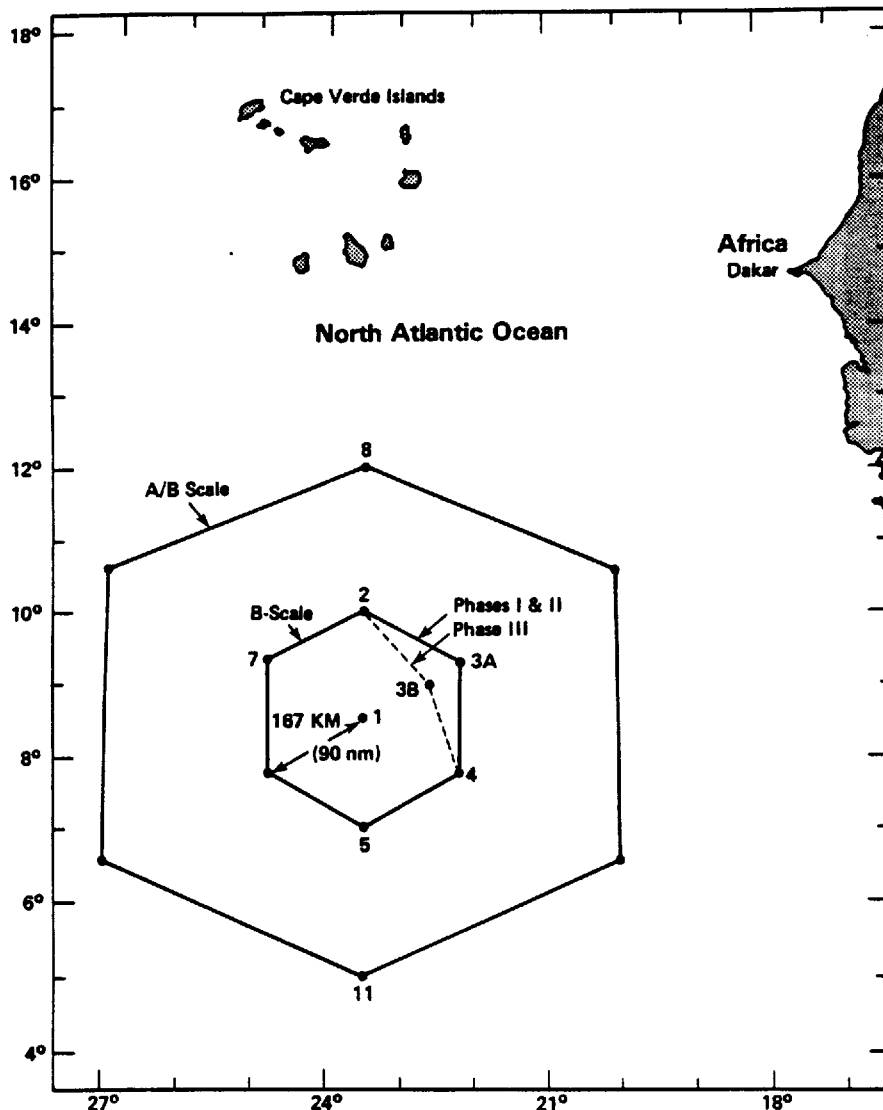 18°
Cape Verde Islands
16°
Africa
Dakar
14°
North Atlantic Ocean
12°
8
A/B Scale
10°
2
B-Scale
Phases I & II
Phase III
7
3A
3B
167 KM
1
(90 nm)
8°
4
5
6°
11
4°
27°
24°
21°
18°